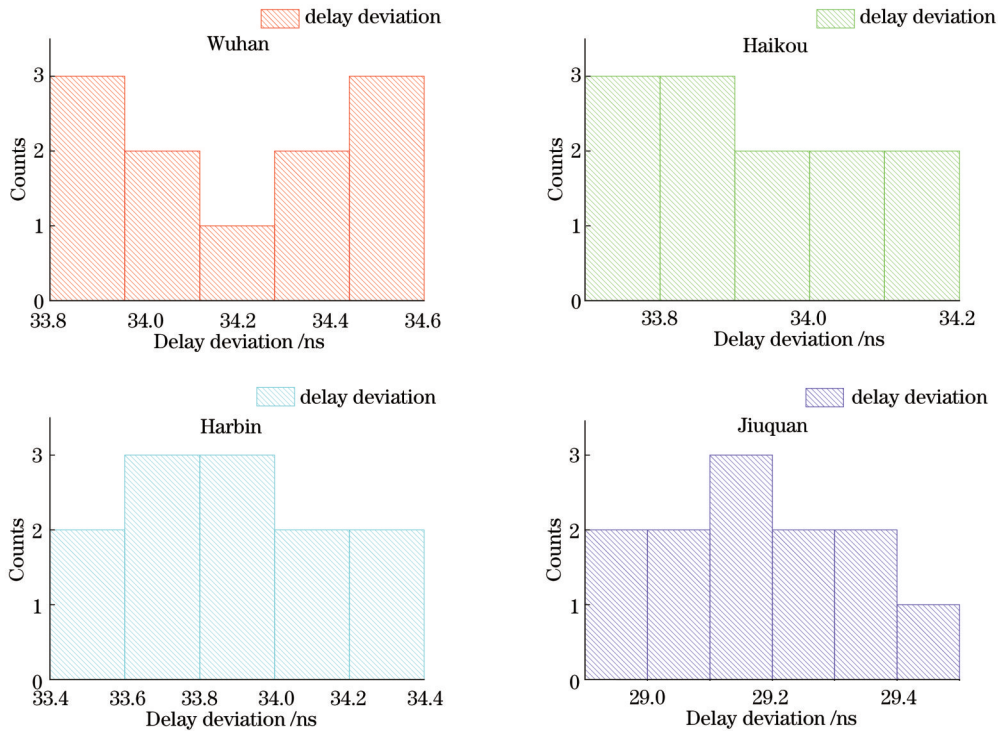 delay deviation
Wuhan
Counts
3
2
1
0
33.8 34.0 34.2 34.4 34.6
Delay deviation /ns
delay deviation
Haikou
Counts
3
2
1
0
33.8 34.0 34.2
Delay deviation /ns
delay deviation
Harbin
Counts
3
2
1
0
33.4 33.6 33.8 34.0 34.2 34.4
Delay deviation /ns
delay deviation
Jiuquan
Counts
3
2
1
0
29.0 29.2 29.4
Delay deviation /ns